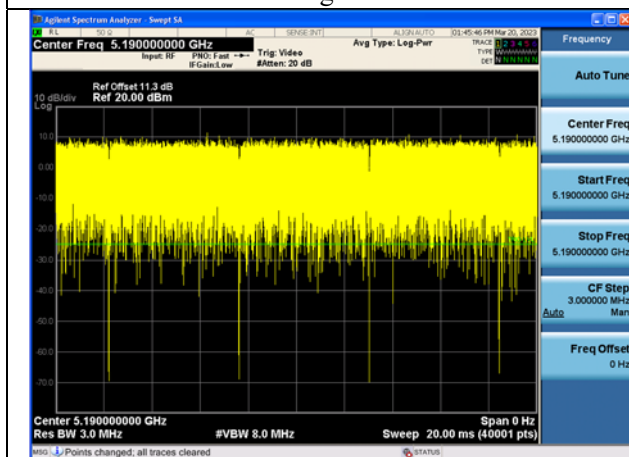 Agilent Spectrum Analyzer - Swept SA
RL 50 Ω AC SENSE:INT ALIGNAUTO 01:45:46 PM Mar 20, 2023
Center Freq 5.190000000 GHz
Input: RF PNO: Fast Trig: Video Avg Type: Log-Pwr
IFGain:Low #Atten: 20 dB
TRACE 1 2 3 4 5 6
TYPE
DET N N N N N N
Ref Offset 11.3 dB
10 dB/div Ref 20.00 dBm
Log
10.0
0.00
-10.0
-20.0
-30.0
-40.0
-50.0
-60.0
-70.0
Center 5.190000000 GHz Span 0 Hz
Res BW 3.0 MHz #VBW 8.0 MHz Sweep 20.00 ms (40001 pts)
MSG Points changed; all traces cleared STATUS
Frequency
Auto Tune
Center Freq
5.190000000 GHz
Start Freq
5.190000000 GHz
Stop Freq
5.190000000 GHz
CF Step
3.000000 MHz
Auto Man
Freq Offset
0 Hz